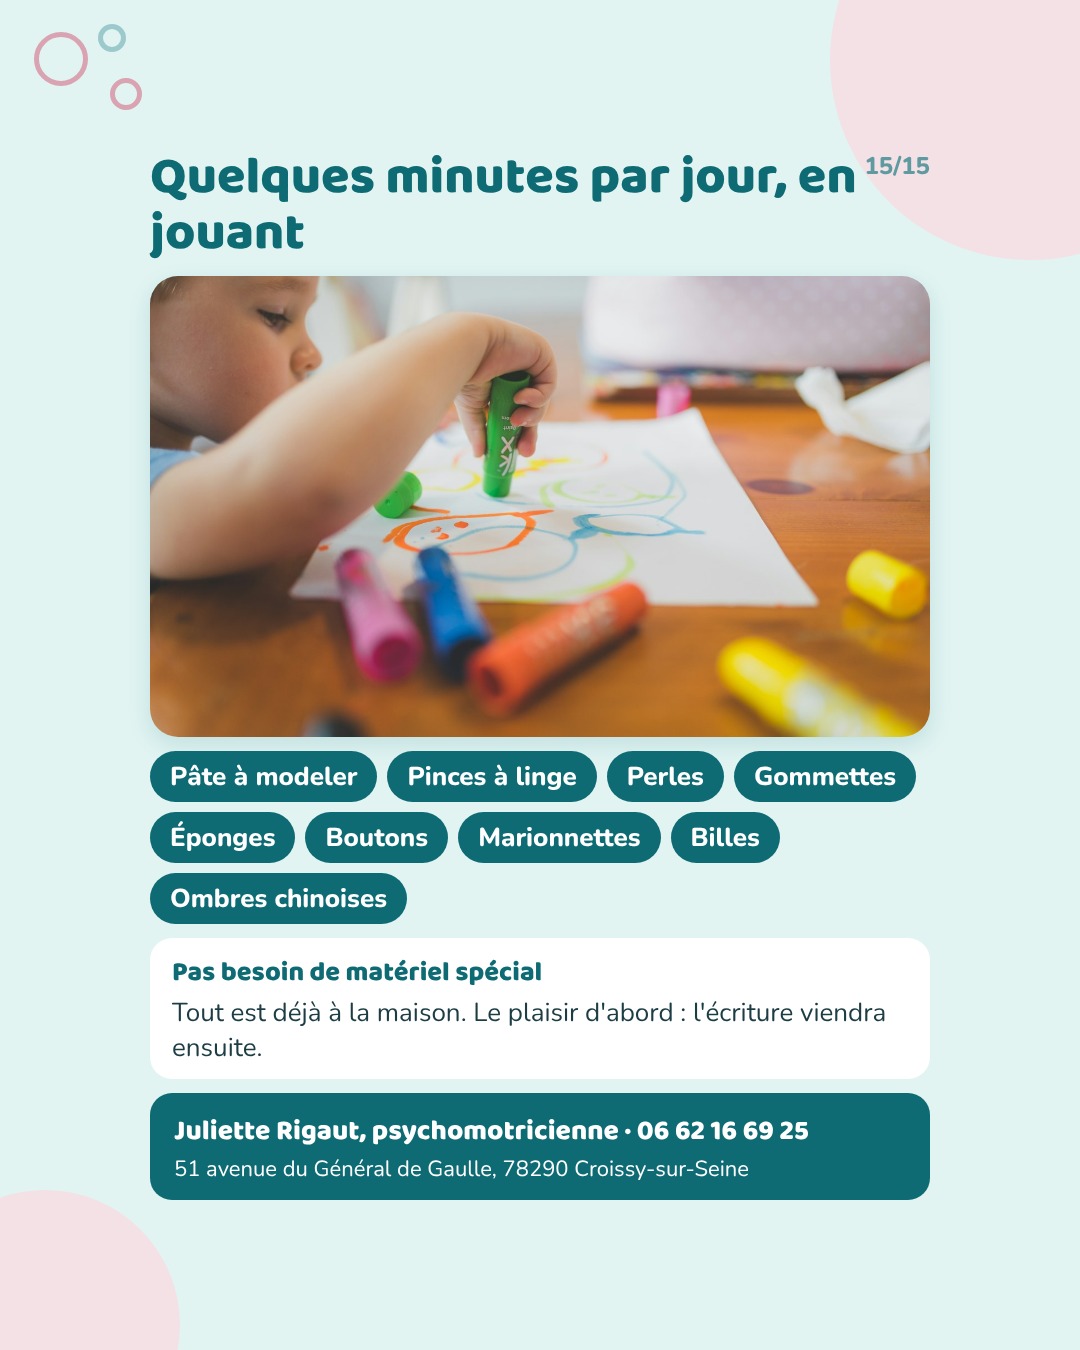 Quelques minutes par jour, en
15/15
jouant
Pâte à modeler
Pinces à linge
Perles
Gommettes
Éponges
Boutons
Marionnettes
Billes
Ombres chinoises
Pas besoin de matériel spécial
Tout est déjà à la maison. Le plaisir d'abord : l'écriture viendra
ensuite.
Juliette Rigaut, psychomotricienne · 06 62 16 69 25
51 avenue du Général de Gaulle, 78290 Croissy-sur-Seine